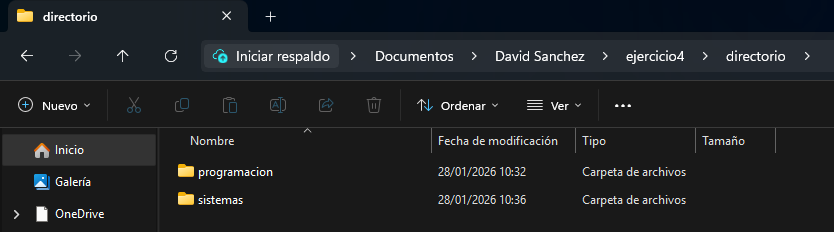 directorio
Iniciar respaldo > Documentos > David Sanchez > ejercicio4 > directorio >
Nuevo Ordenar Ver
Nombre Fecha de modificación Tipo Tamaño
Inicio
programacion 28/01/2026 10:32 Carpeta de archivos
Galería
sistemas 28/01/2026 10:36 Carpeta de archivos
OneDrive